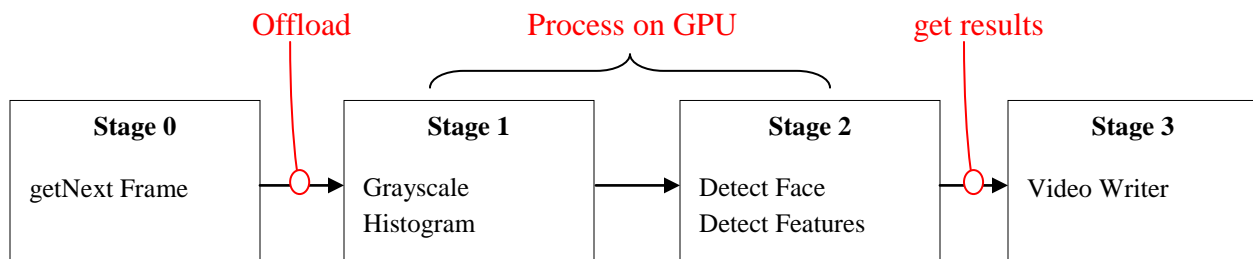 Offload
Process on GPU
get results
Stage 0
getNext Frame
Stage 1
Grayscale
Histogram
Stage 2
Detect Face
Detect Features
Stage 3
Video Writer